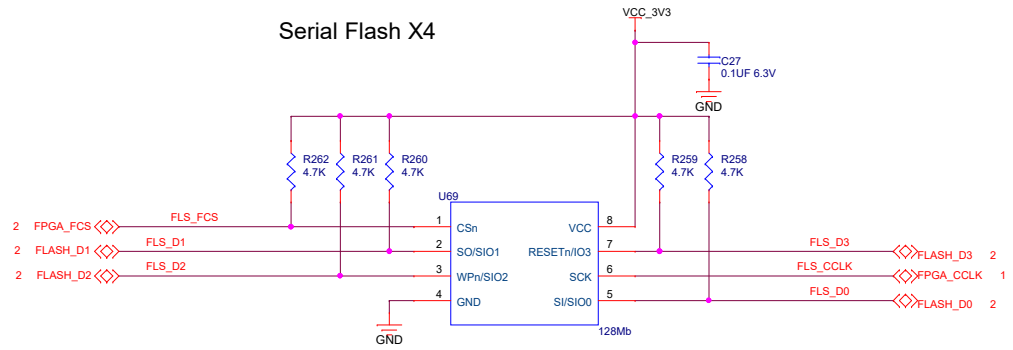 VCC_3V3
Serial Flash X4
C27
0.1UF 6.3V
GND
R262
4.7K
R261
4.7K
R260
4.7K
R259
4.7K
R258
4.7K
U69
2 FPGA_FCS FLS_FCS 1 CSn VCC 8
2 FLASH_D1 FLS_D1 2 SO/SIO1 RESETn/IO3 7 FLS_D3 FLASH_D3 2
2 FLASH_D2 FLS_D2 3 WPn/SIO2 SCK 6 FLS_CCLK FPGA_CCLK 1
4 GND SI/SIO0 5 FLS_D0 FLASH_D0 2
128Mb
GND